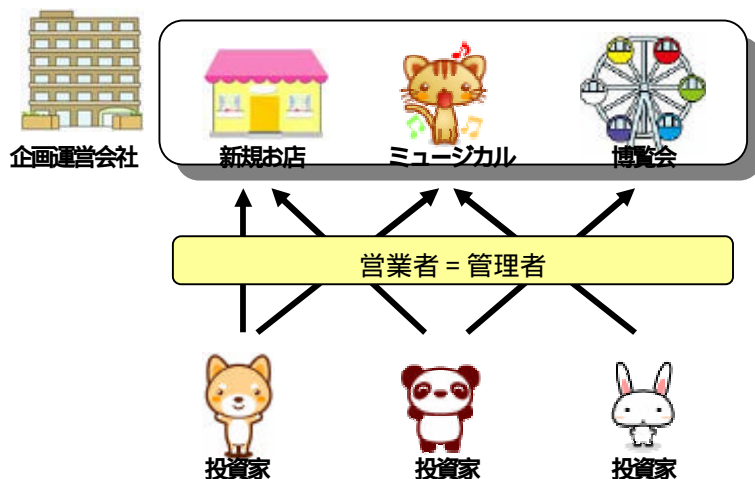 企画運営会社
新規お店
ミュージカル
博覧会
営業者 = 管理者
投資家
投資家
投資家